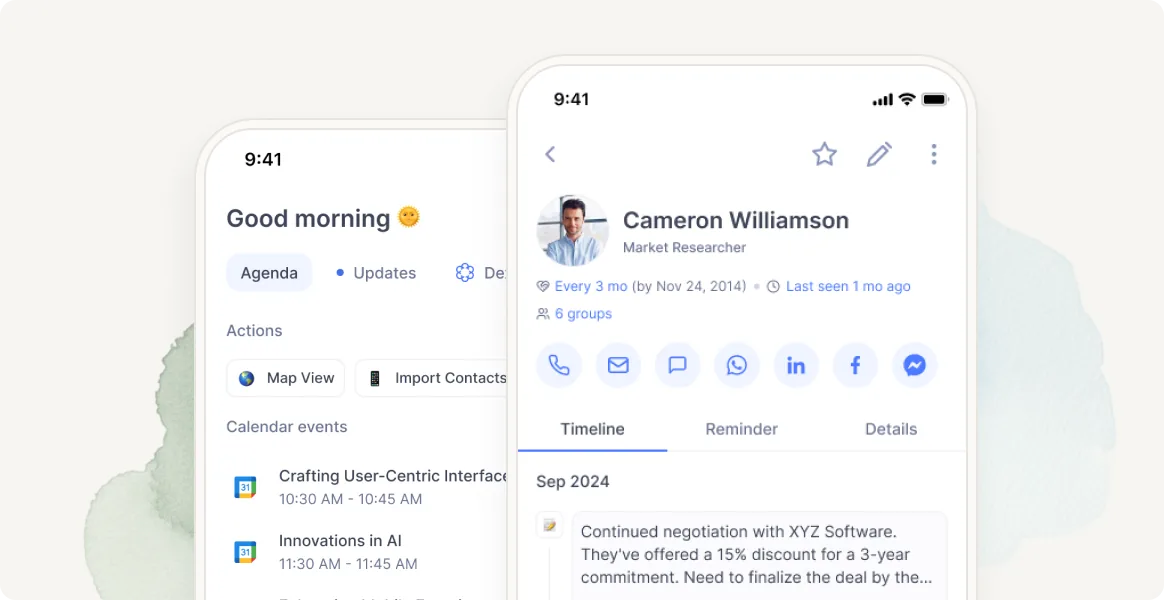 9:41
Good morning
Agenda
Updates
Actions
Map View
Import Contacts
Calendar events
31
Crafting User-Centric Interface
10:30 AM - 10:45 AM
31
Innovations in AI
11:30 AM - 11:45 AM
9:41
Cameron Williamson
Market Researcher
Every 3 mo (by Nov 24, 2014) • Last seen 1 mo ago
6 groups
in
f
Timeline
Reminder
Details
Sep 2024
Continued negotiation with XYZ Software.
They've offered a 15% discount for a 3-year
commitment. Need to finalize the deal by the...